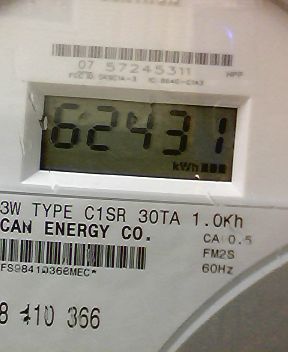 07 57245311
HPP
62431
kWh
3W TYPE C1SR 30TA 1.0Kh
CAN ENERGY CO.
CA 0.5
FM2S
60Hz
8 410 366